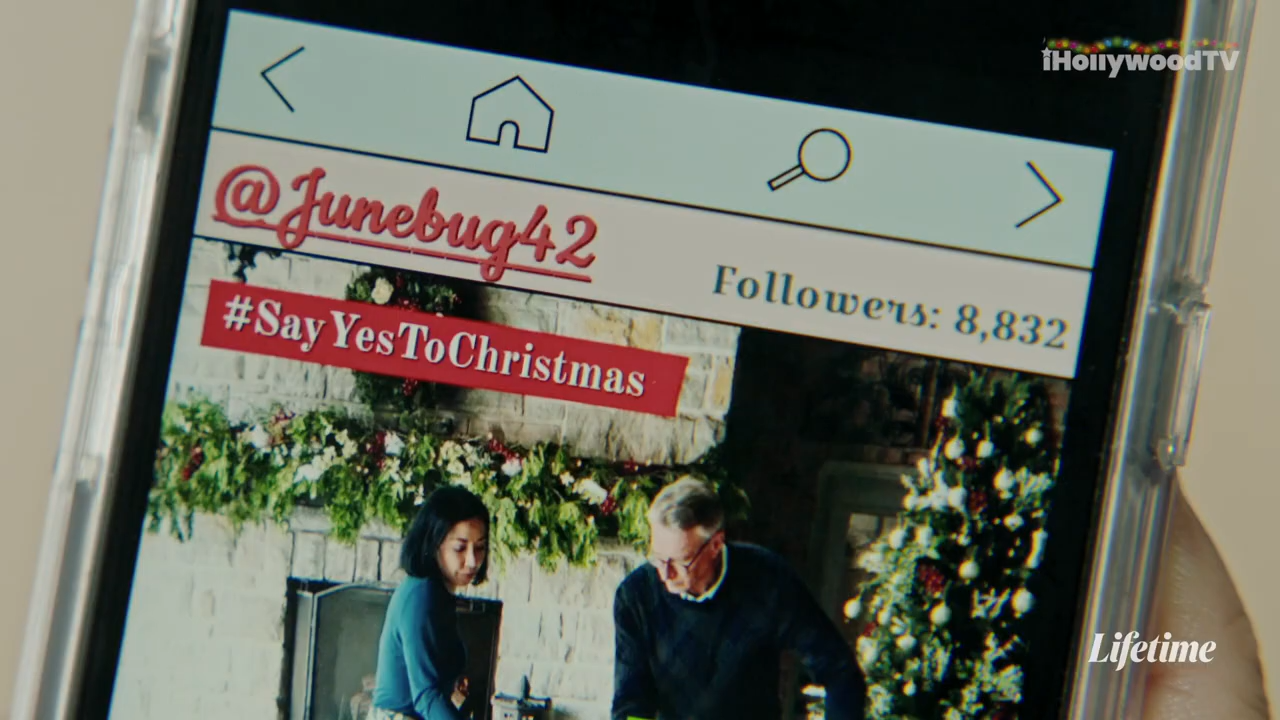 iHollywoodTV
@Junebug42
Followers: 8,832
#SayYesToChristmas
Lifetime